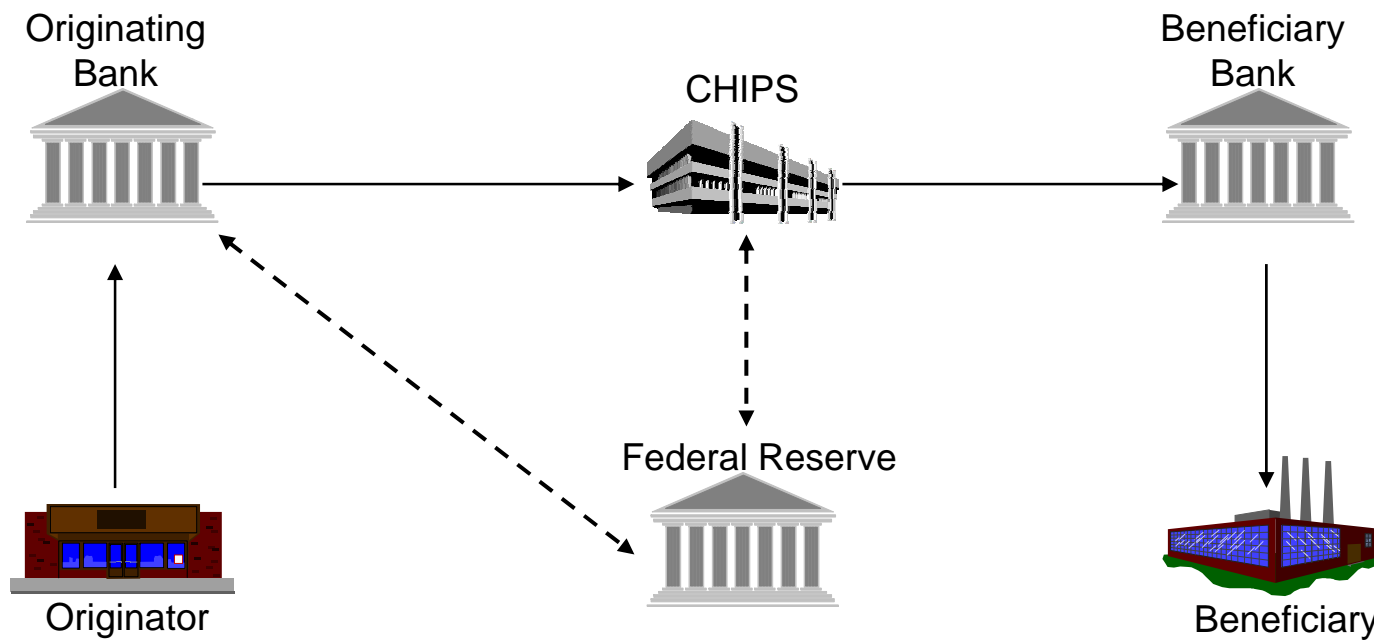 Originating
Bank
CHIPS
Beneficiary
Bank
Federal Reserve
Originator
Beneficiary